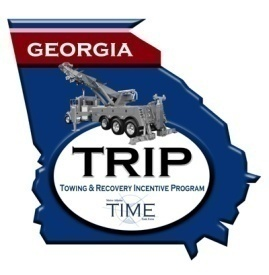 GEORGIA
TRIP
TOWING & RECOVERY INCENTIVE PROGRAM
TIME